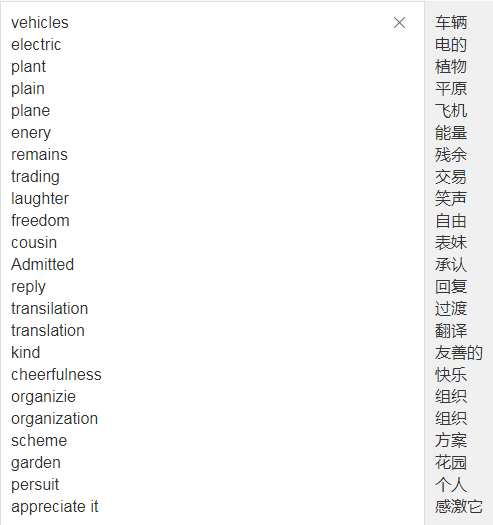 vehicles
electric
plant
plain
plane
enery
remains
trading
laughter
freedom
cousin
Admitted
reply
transilation
translation
kind
cheerfulness
organizie
organization
scheme
garden
persuit
appreciate it
车辆
电的
植物
平原
飞机
能量
残余
交易
笑声
自由
表妹
承认
回复
过渡
翻译
友善的
快乐
组织
组织
方案
花园
个人
感激它